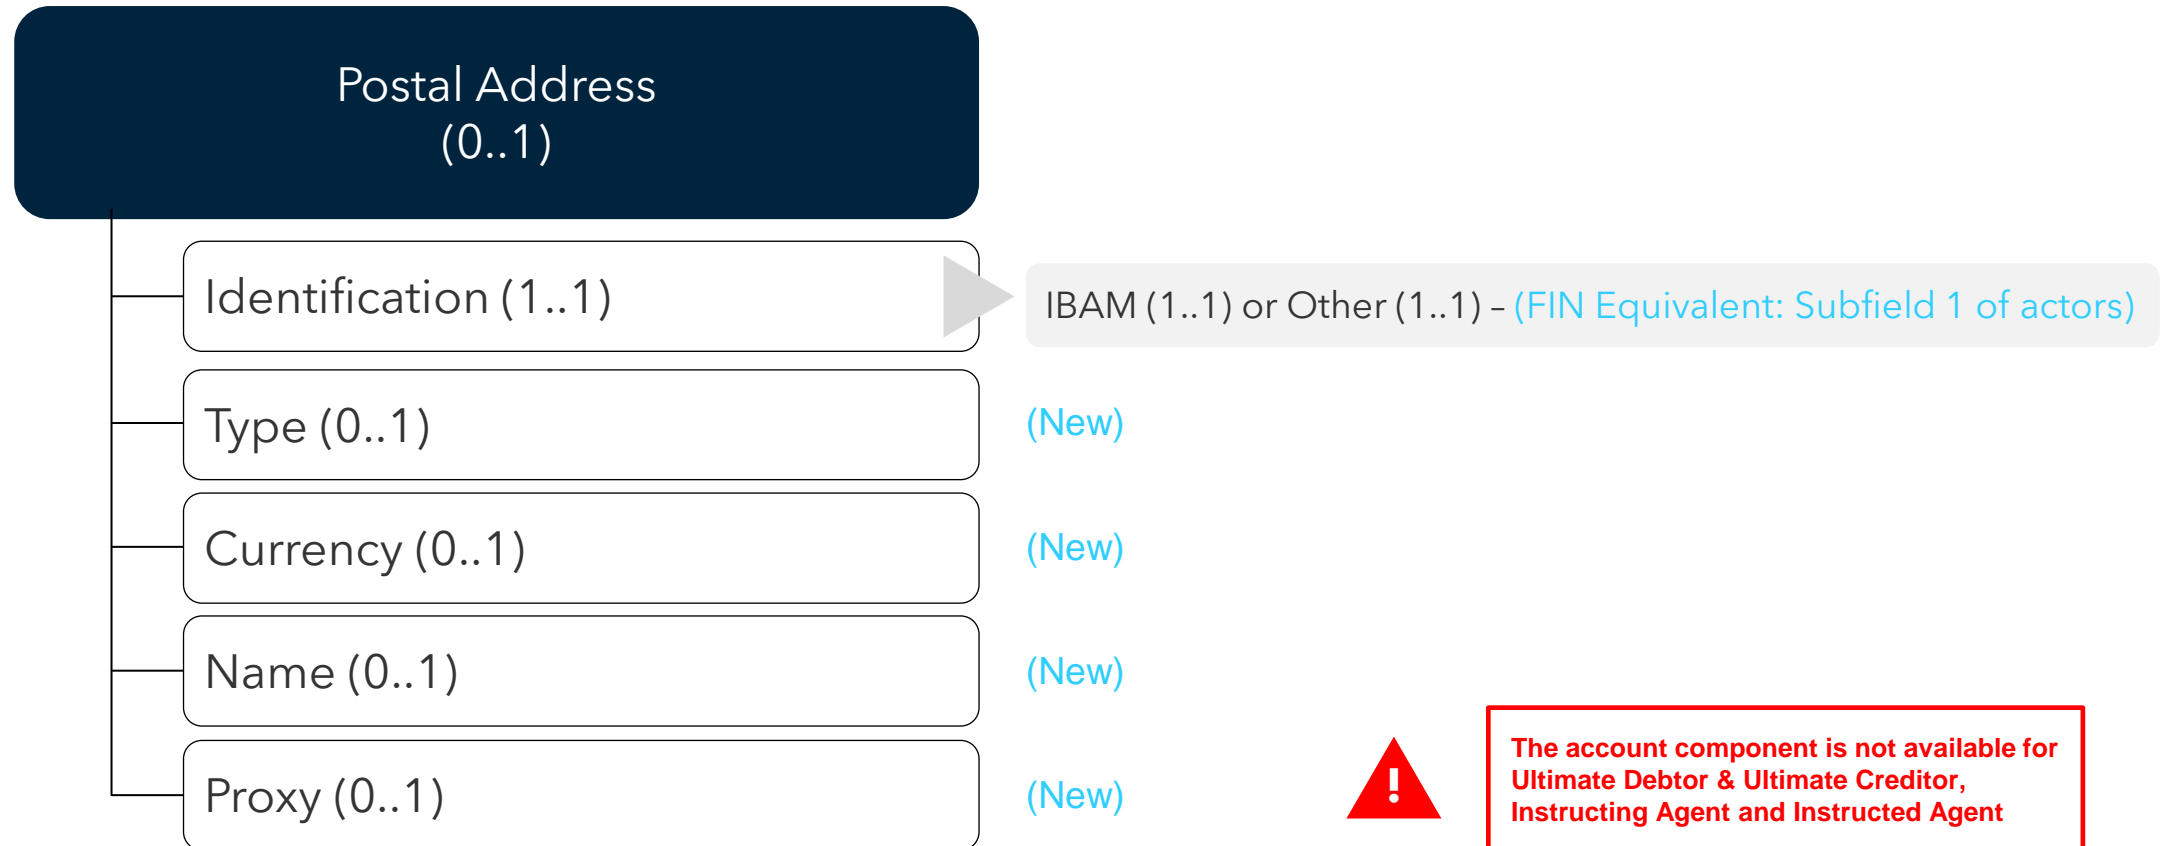 Postal Address
(0..1)
Identification (1..1)
IBAM (1..1) or Other (1..1) – (FIN Equivalent: Subfield 1 of actors)
Type (0..1)
(New)
Currency (0..1)
(New)
Name (0..1)
(New)
Proxy (0..1)
(New)
!
The account component is not available for
Ultimate Debtor & Ultimate Creditor,
Instructing Agent and Instructed Agent